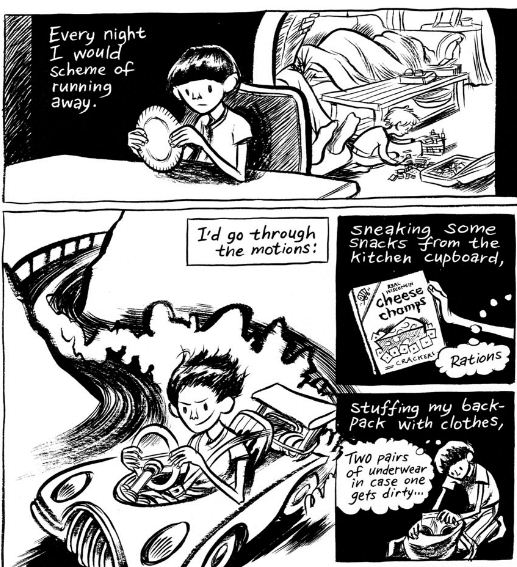 Every night
I would
scheme of
running
away.
I'd go through
the motions:
sneaking some
snacks from the
kitchen cupboard,
REAL
WISCONSIN
cheese
chomps
CRACKERS
Rations
stuffing my back-
pack with clothes,
Two pairs
of underwear
in case one
gets dirty...